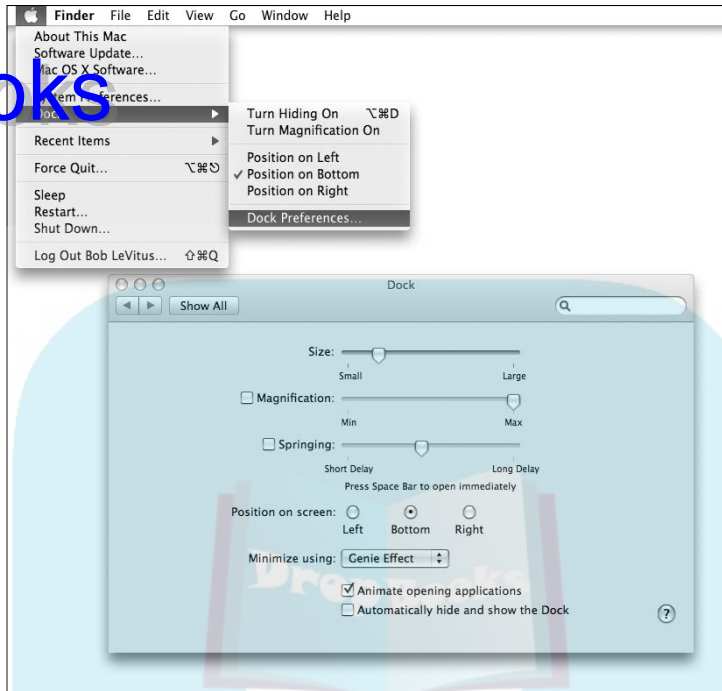 Finder File Edit View Go Window Help
About This Mac
Software Update...
Mac OS X Software...
System Preferences...
Dock
Turn Hiding On ⌥⌘D
Turn Magnification On
Position on Left
✓ Position on Bottom
Position on Right
Dock Preferences...
Recent Items
Force Quit... ⌥⌘⎋
Sleep
Restart...
Shut Down...
Log Out Bob LeVitus... ⇧⌘Q
oks
Dock
Show All
Size:
Small Large
Magnification:
Min Max
Springing:
Short Delay Long Delay
Press Space Bar to open immediately
Position on screen:
Left Bottom Right
Minimize using: Genie Effect
Animate opening applications
Automatically hide and show the Dock ?
DropBooks